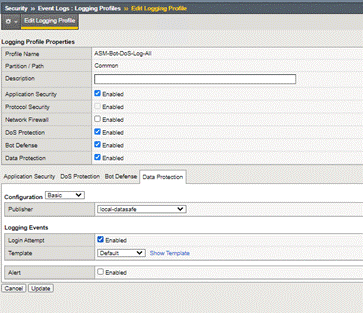 Security ›› Event Logs : Logging Profiles ›› Edit Logging Profile
Edit Logging Profile
Logging Profile Properties
Profile Name ASM-Bot-DoS-Log-All
Partition / Path Common
Description
Application Security Enabled
Protocol Security Enabled
Network Firewall Enabled
DoS Protection Enabled
Bot Defense Enabled
Data Protection Enabled
Application Security DoS Protection Bot Defense Data Protection
Configuration Basic
Publisher local-datasafe
Logging Events
Login Attempt Enabled
Template Default Show Template
Alert Enabled
Cancel Update